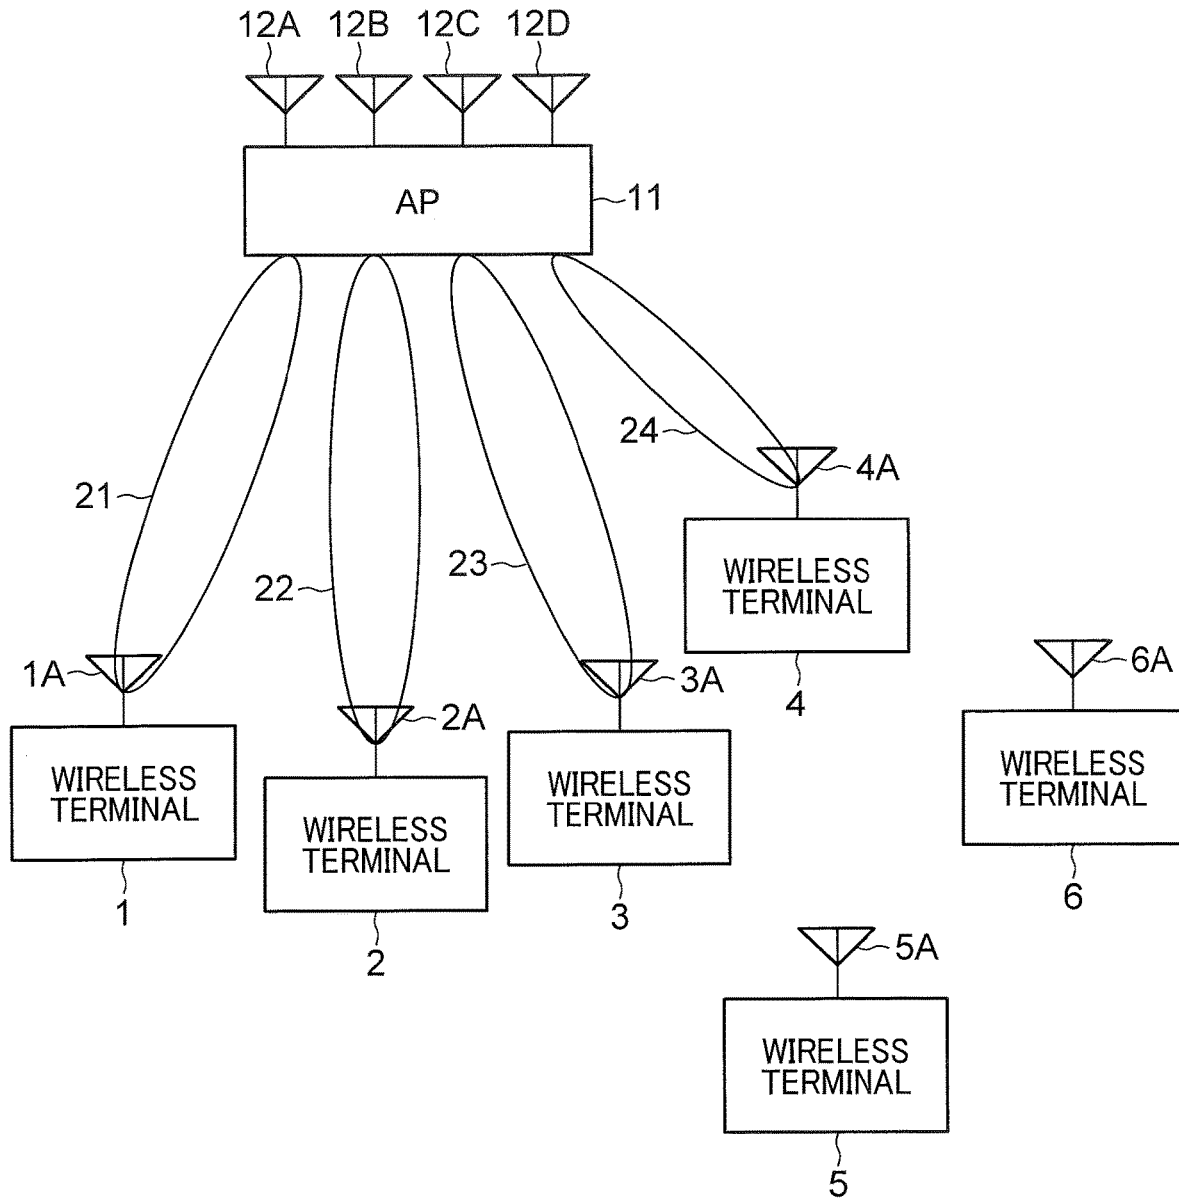 12A 12B 12C 12D
AP
11
21
22
23
24
4A
WIRELESS
TERMINAL
4
1A
WIRELESS
TERMINAL
1
2A
WIRELESS
TERMINAL
2
3A
WIRELESS
TERMINAL
3
6A
WIRELESS
TERMINAL
6
5A
WIRELESS
TERMINAL
5